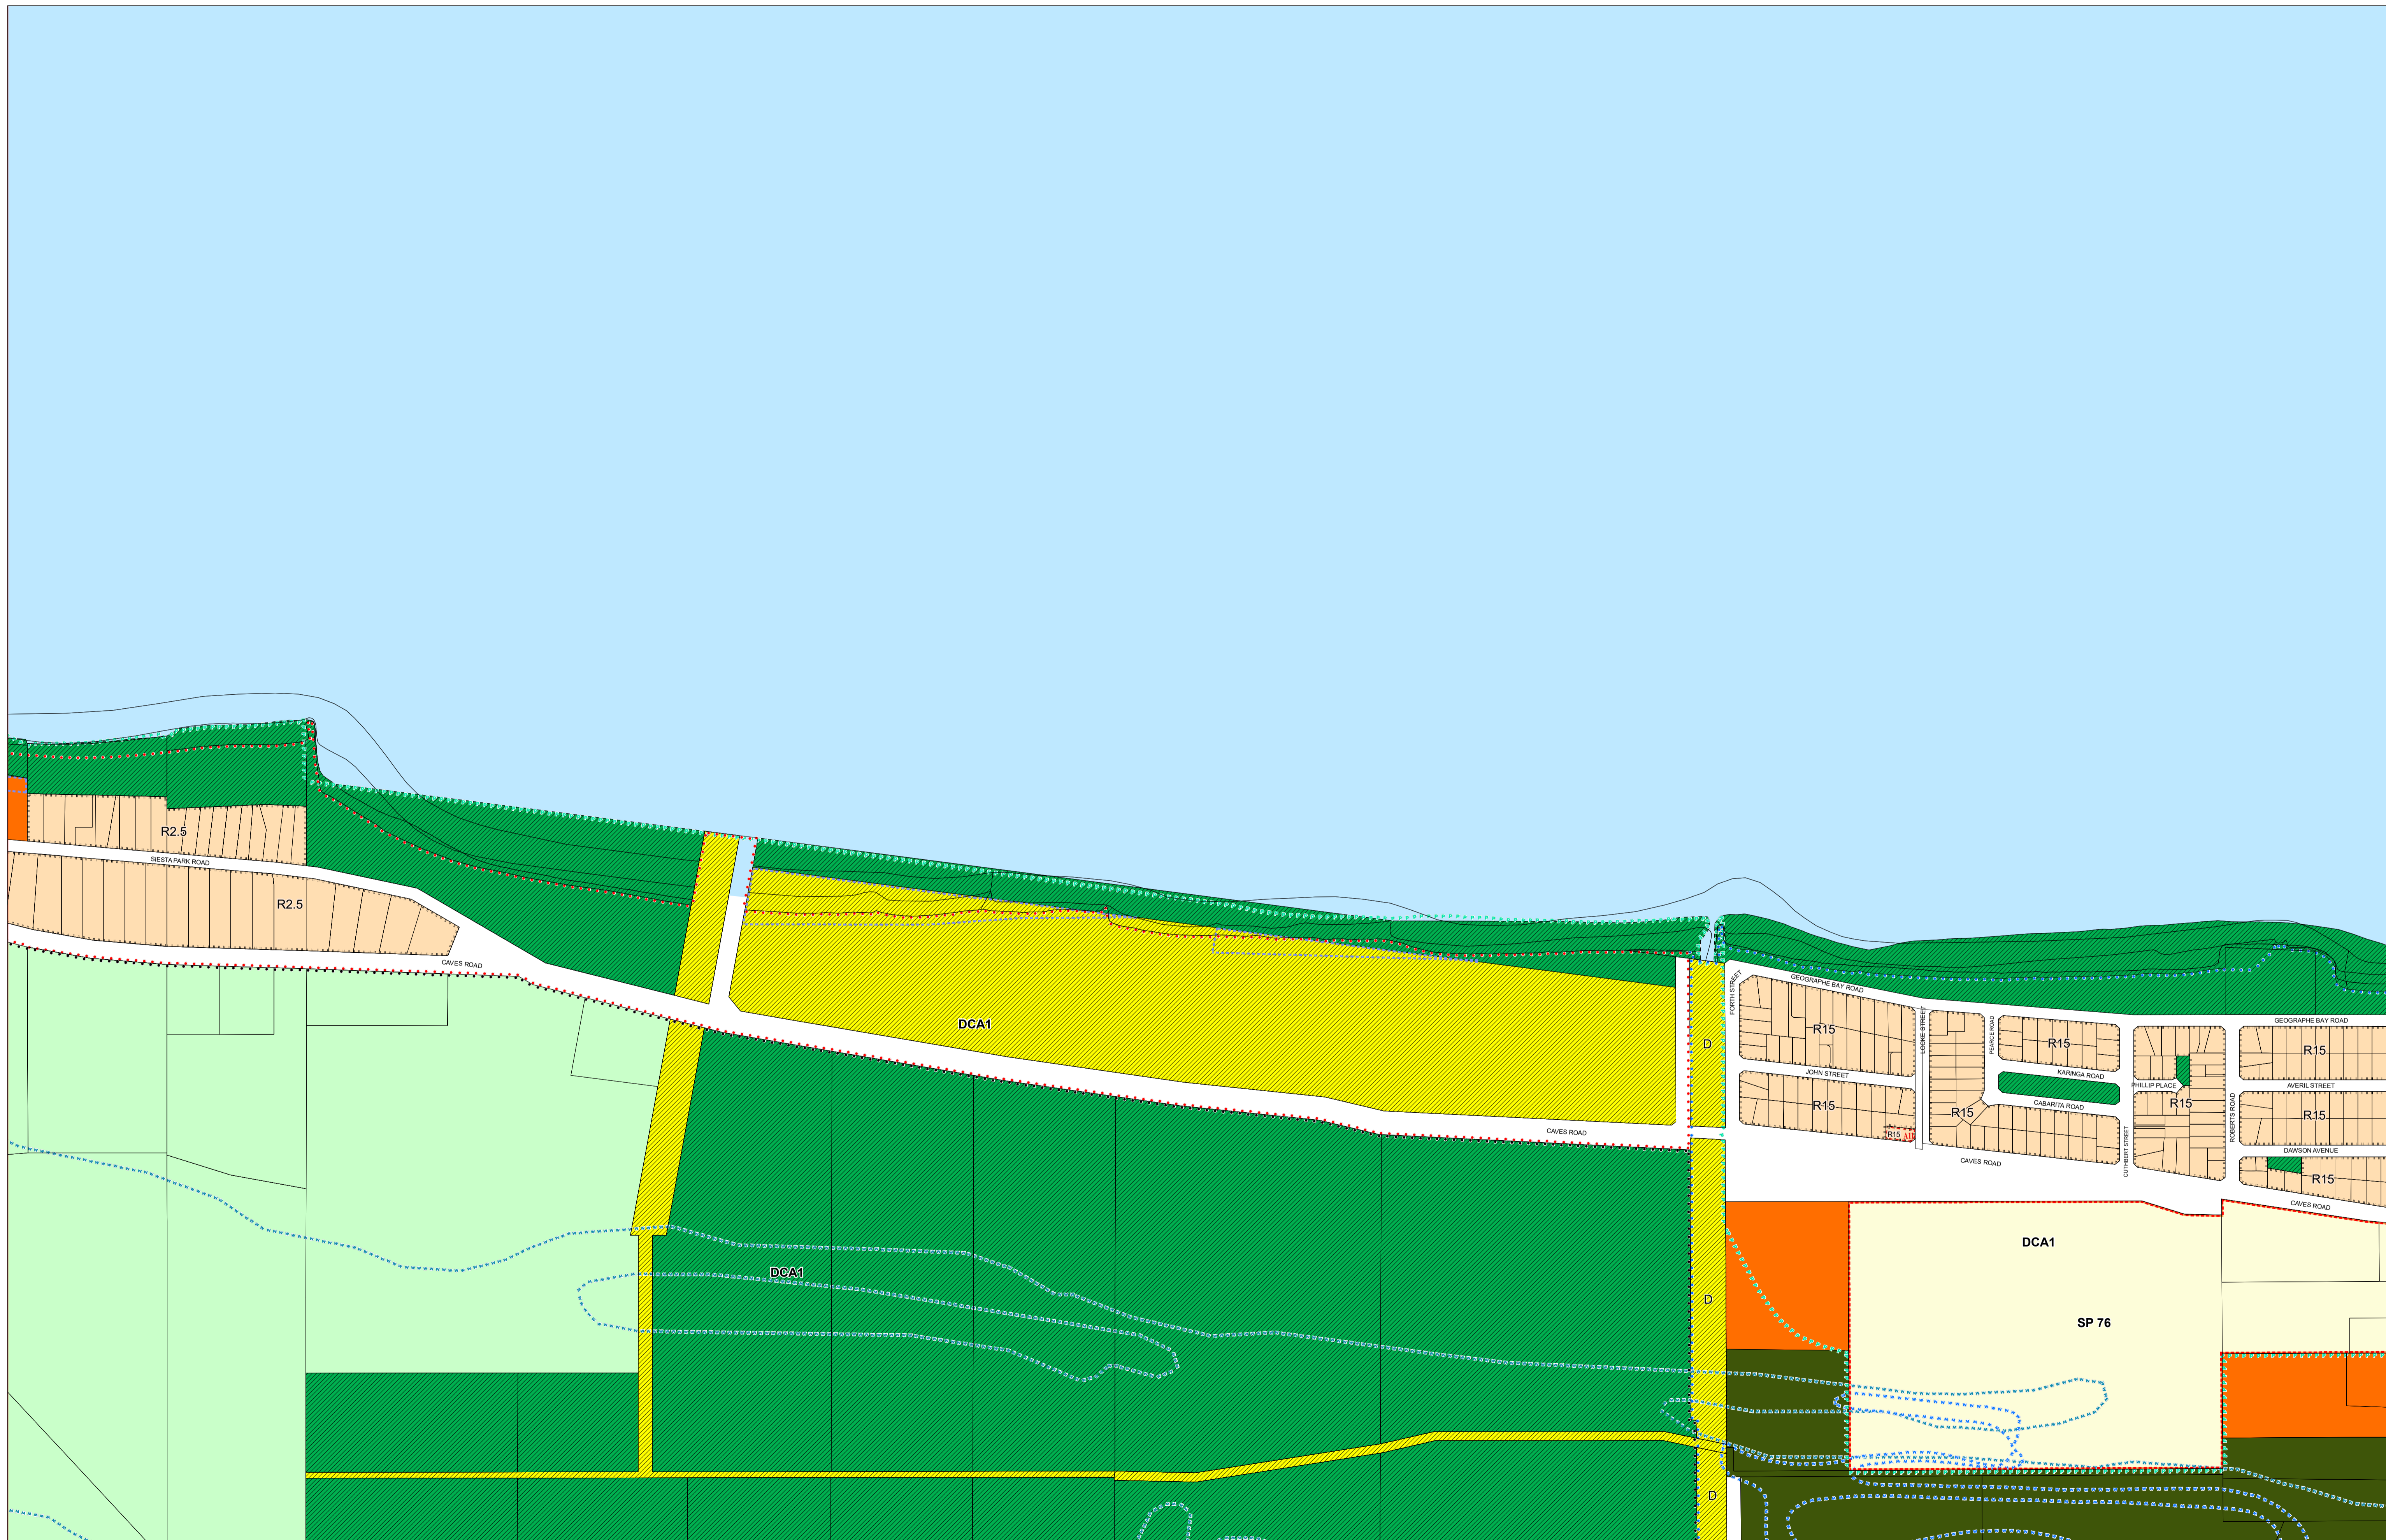 R2.5
SIESTA PARK ROAD
R2.5
CAVES ROAD
DCA1
D
FORTH STREET
GEOGRAPHE BAY ROAD
R15
JOHN STREET
R15
R15
AII
LOCKE STREET
PEARCE ROAD
R15
R15
KARINGA ROAD
CABARITA ROAD
CAVES ROAD
CAVES ROAD
CUTHBERT STREET
PHILLIP PLACE
R15
ROBERTS ROAD
GEOGRAPHE BAY ROAD
R15
AVERIL STREET
R15
DAWSON AVENUE
R15
CAVES ROAD
DCA1
SP 76
DCA1
D
D